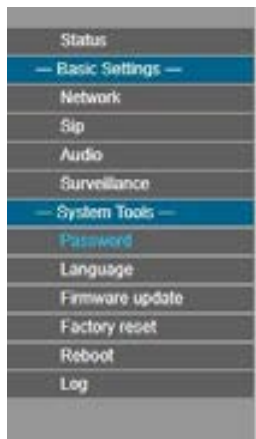 Status
— Basic Settings —
Network
Sip
Audio
Surveillance
— System Tools —
Password
Language
Firmware update
Factory reset
Reboot
Log